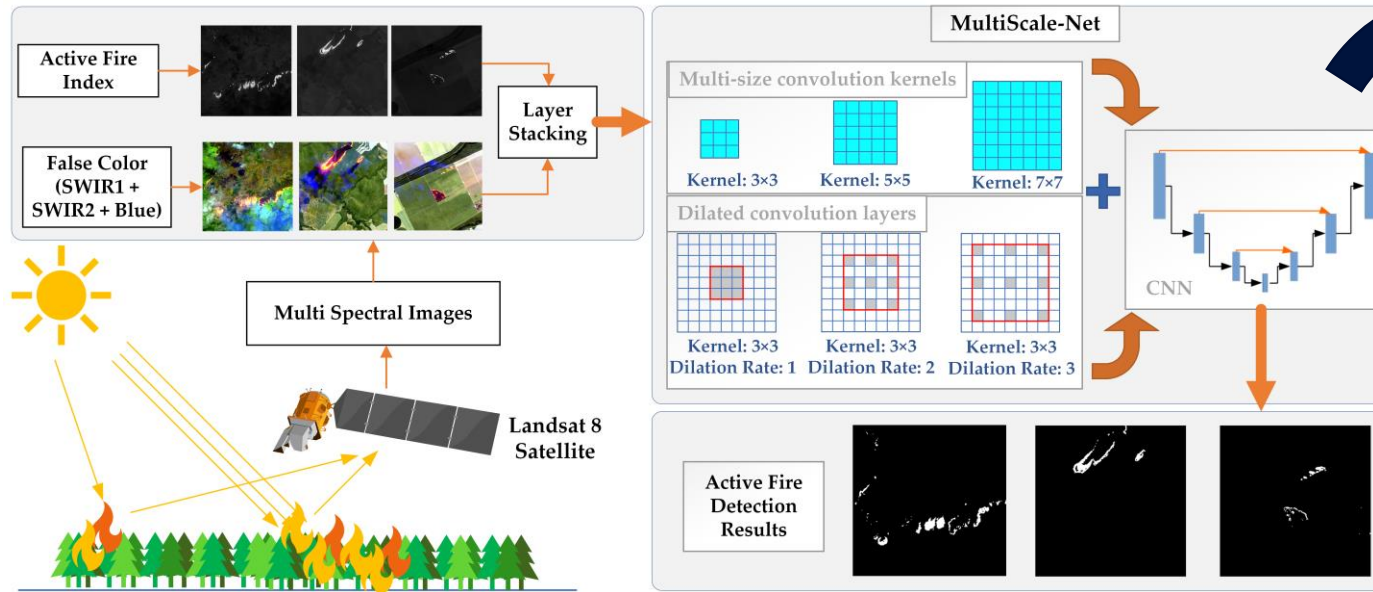 Active Fire
Index
False Color
(SWIR1 +
SWIR2 + Blue)
Layer
Stacking
Multi Spectral Images
Landsat 8
Satellite
MultiScale-Net
Multi-size convolution kernels
Kernel: 3×3
Kernel: 5×5
Kernel: 7×7
Dilated convolution layers
Kernel: 3×3
Dilation Rate: 1
Kernel: 3×3
Dilation Rate: 2
Kernel: 3×3
Dilation Rate: 3
CNN
Active Fire
Detection
Results